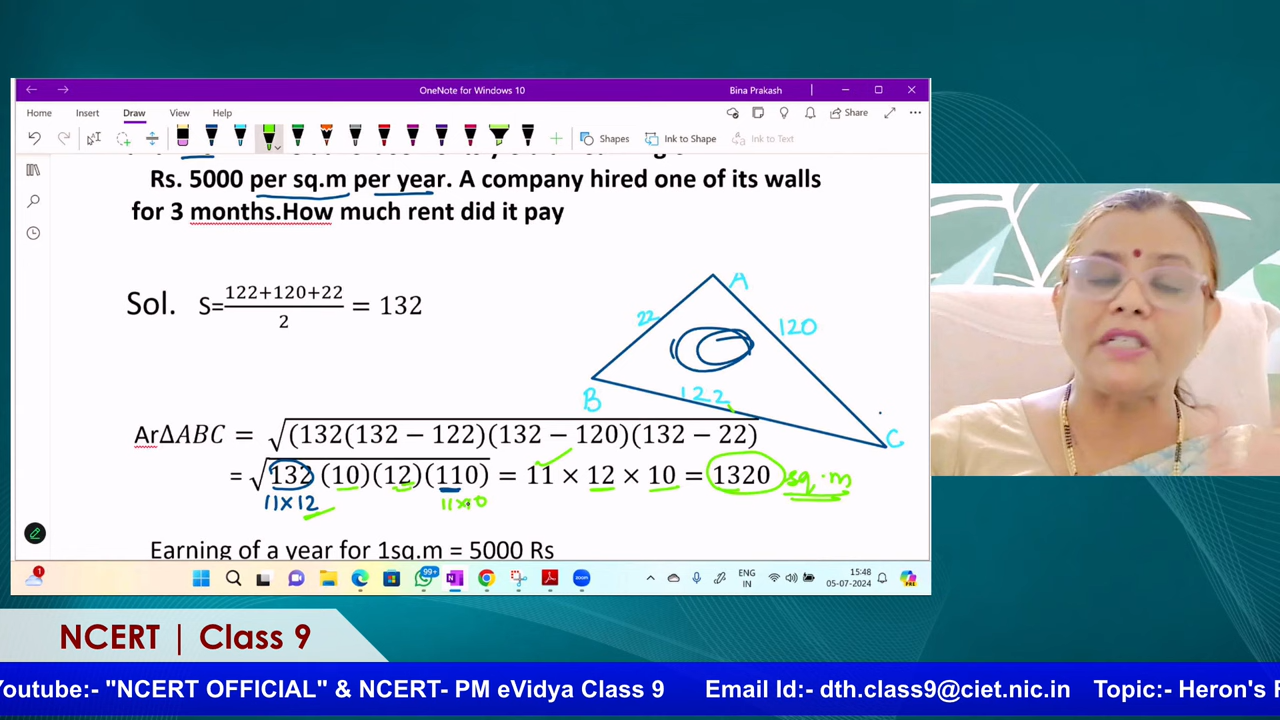 OneNote for Windows 10
Bina Prakash
Home Insert Draw View Help
Share
Shapes Ink to Shape Ink to Text
Rs. 5000 per sq.m per year. A company hired one of its walls
for 3 months.How much rent did it pay
Sol. S=122+120+22/2 = 132
A
22
120
B
122
C
ArΔABC = √(132(132 − 122)(132 − 120)(132 − 22)
= √132 (10)(12)(110) = 11 × 12 × 10 = 1320 sq.m
11×12 11×10
Earning of a year for 1sq.m = 5000 Rs
1
99+
ENG
IN
15:48
05-07-2024
NCERT | Class 9
Youtube:- "NCERT OFFICIAL" & NCERT- PM eVidya Class 9 Email Id:- dth.class9@ciet.nic.in Topic:- Heron's